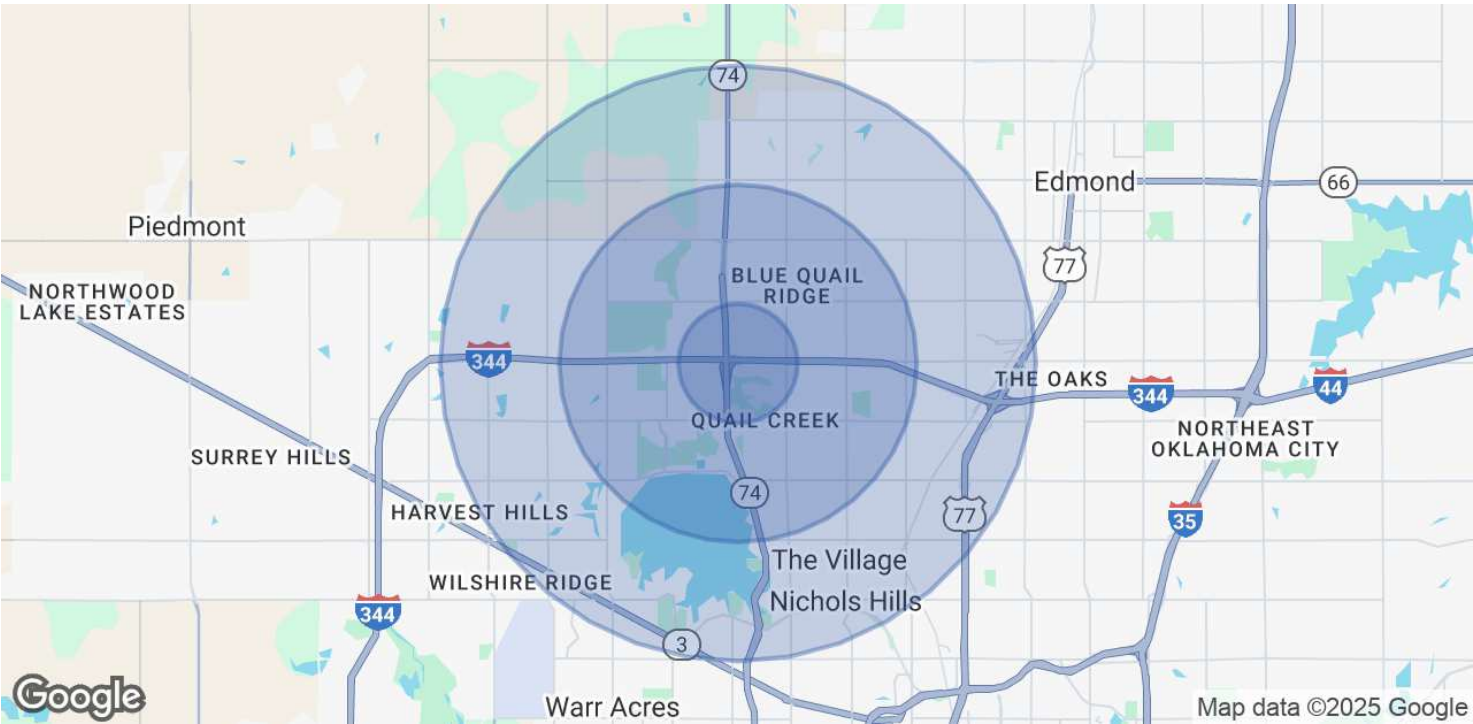 74
Edmond
66
Piedmont
77
BLUE QUAIL
RIDGE
NORTHWOOD
LAKE ESTATES
344
THE OAKS
344
44
QUAIL CREEK
NORTHEAST
OKLAHOMA CITY
SURREY HILLS
74
HARVEST HILLS
77
35
The Village
WILSHIRE RIDGE
Nichols Hills
344
3
Google
Warr Acres
Map data ©2025 Google